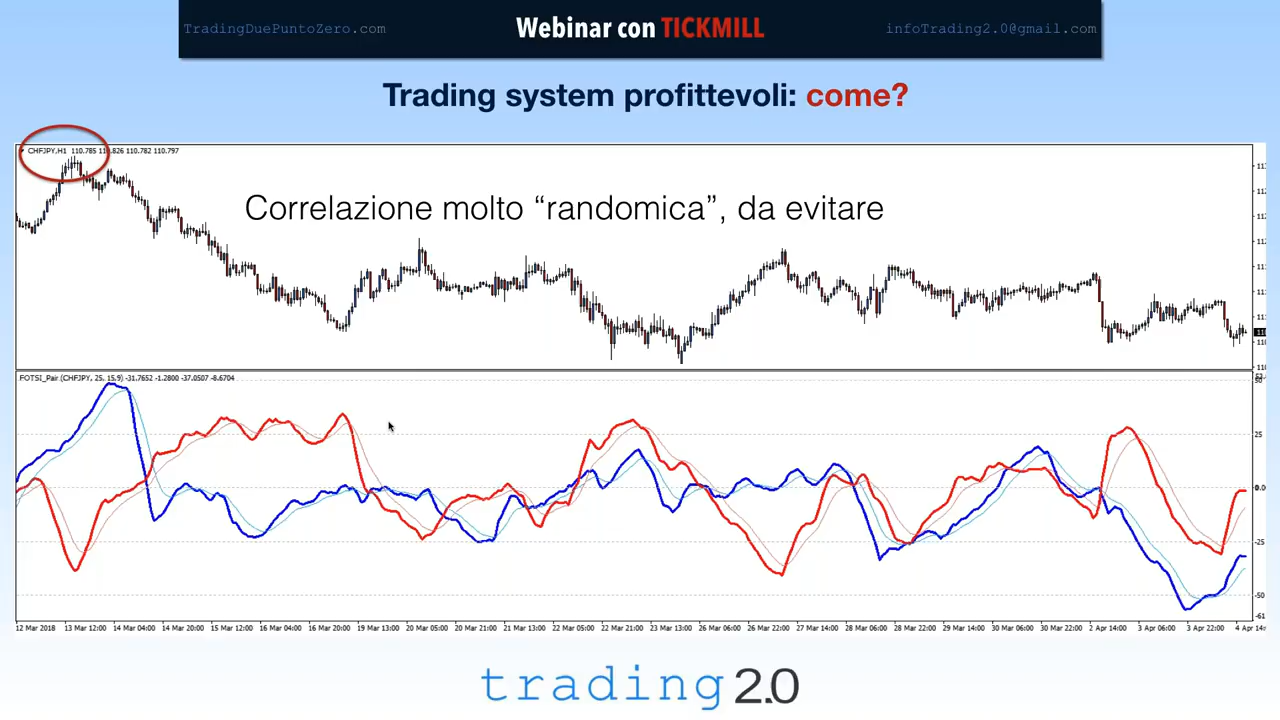 TradingDuePuntoZero.com
Webinar con TICKMILL
infoTrading2.0@gmail.com
Trading system profittevoli: come?
CHFJPY,H1 110.785 110.826 110.782 110.797
Correlazione molto “randomica”, da evitare
FOTSI_Pair (CHFJPY, 25, 15.9) -31.7652 -1.2800 -37.0507 -8.6704
25
0.0
-25
-50
-61
12 Mar 2018 13 Mar 12:00 14 Mar 04:00 14 Mar 20:00 15 Mar 12:00 16 Mar 04:00 16 Mar 20:00 19 Mar 13:00 20 Mar 05:00 20 Mar 21:00 21 Mar 13:00 22 Mar 05:00 22 Mar 21:00 23 Mar 13:00 26 Mar 06:00 26 Mar 22:00 27 Mar 14:00 28 Mar 06:00 28 Mar 22:00 29 Mar 14:00 30 Mar 06:00 30 Mar 22:00 2 Apr 14:00 3 Apr 06:00 3 Apr 22:00 4 Apr
trading 2.0